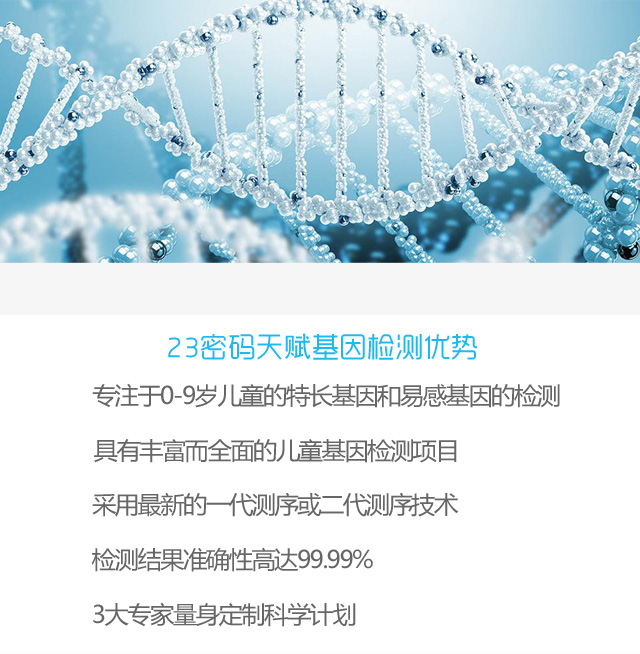 23密码天赋基因检测优势
专注于0-9岁儿童的特长基因和易感基因的检测
具有丰富而全面的儿童基因检测项目
采用最新的一代测序或二代测序技术
检测结果准确性高达99.99%
3大专家量身定制科学计划